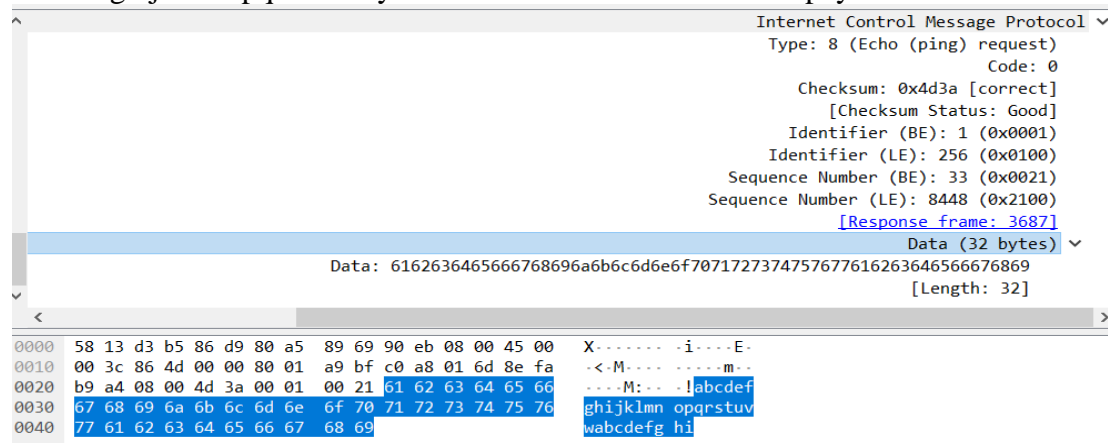 Internet Control Message Protocol
Type: 8 (Echo (ping) request)
Code: 0
Checksum: 0x4d3a [correct]
[Checksum Status: Good]
Identifier (BE): 1 (0x0001)
Identifier (LE): 256 (0x0100)
Sequence Number (BE): 33 (0x0021)
Sequence Number (LE): 8448 (0x2100)
[Response frame: 3687]
Data (32 bytes)
Data: 6162636465666768696a6b6c6d6e6f7071727374757677616263646566676869
[Length: 32]
0000 58 13 d3 b5 86 d9 80 a5 89 69 90 eb 08 00 45 00 X······· ·i····E·
0010 00 3c 86 4d 00 00 80 01 a9 bf c0 a8 01 6d 8e fa ·<·M···· ·····m··
0020 b9 a4 08 00 4d 3a 00 01 00 21 61 62 63 64 65 66 ····M:·· ·!abcdef
0030 67 68 69 6a 6b 6c 6d 6e 6f 70 71 72 73 74 75 76 ghijklmn opqrstuv
0040 77 61 62 63 64 65 66 67 68 69 wabcdefg hi